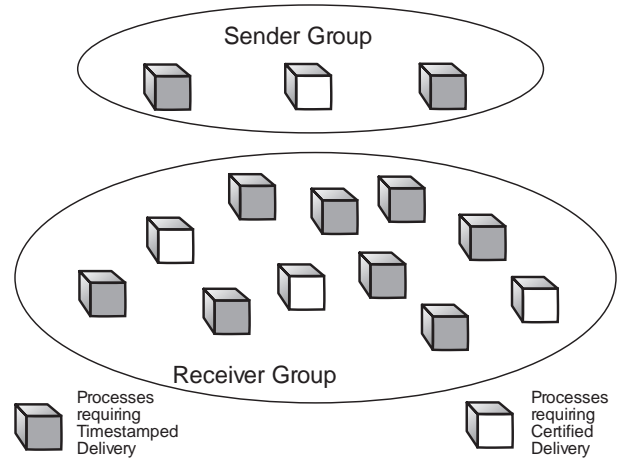 Sender Group
Receiver Group
Processes
requiring
Timestamped
Delivery
Processes
requiring
Certified
Delivery